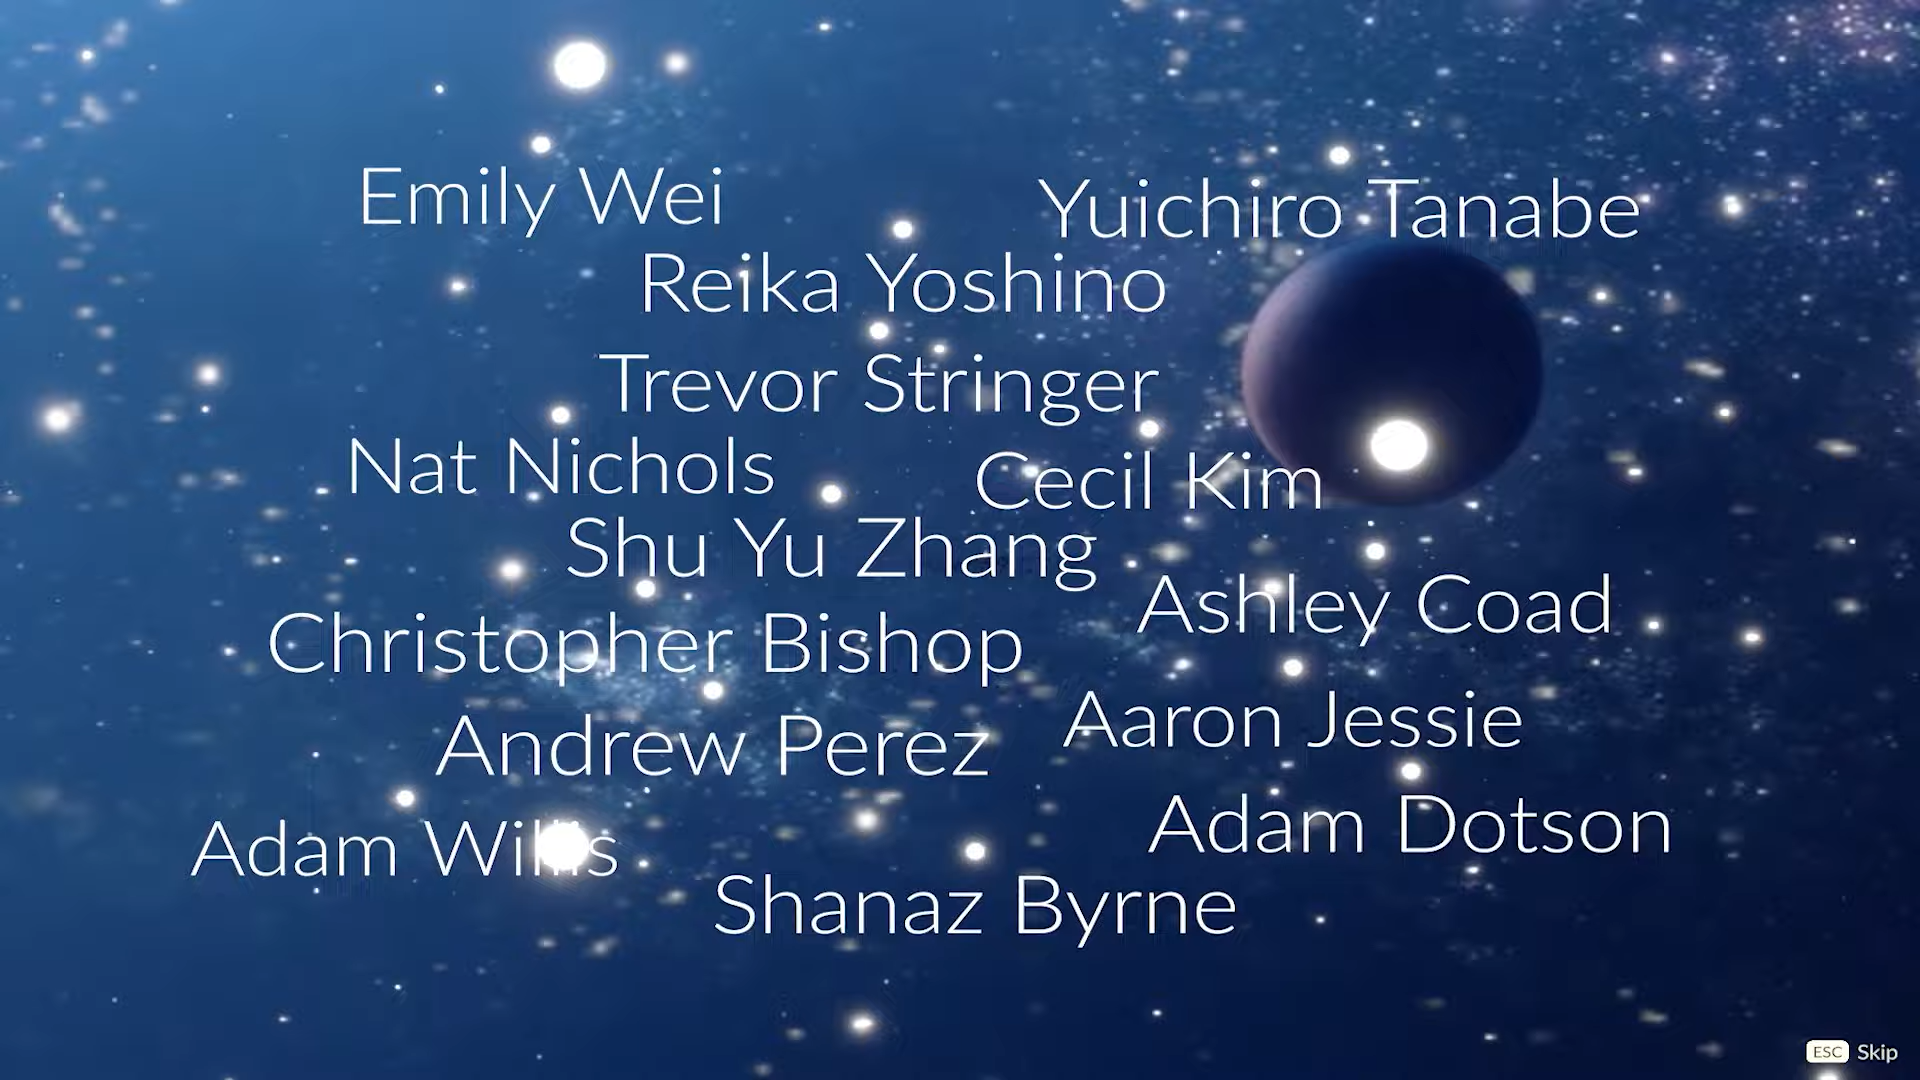 Emily Wei
Yuichiro Tanabe
Reika Yoshino
Trevor Stringer
Nat Nichols
Cecil Kim
Shu Yu Zhang
Ashley Coad
Christopher Bishop
Aaron Jessie
Andrew Perez
Adam Dotson
Adam Willis
Shanaz Byrne
ESC Skip